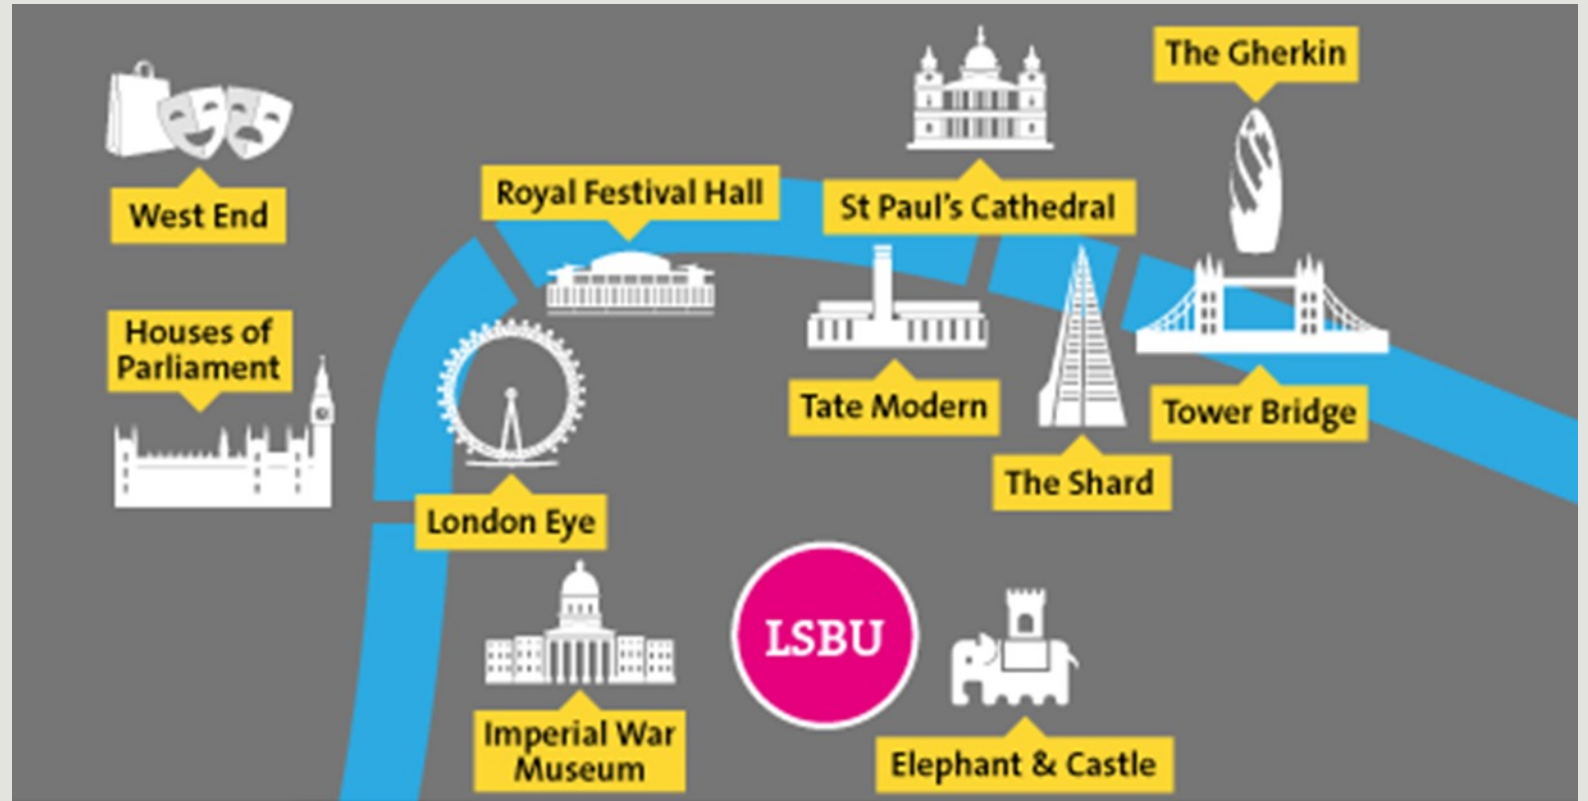 The Gherkin
Royal Festival Hall
St Paul's Cathedral
West End
Houses of
Parliament
Tate Modern
Tower Bridge
The Shard
London Eye
LSBU
Imperial War
Museum
Elephant & Castle